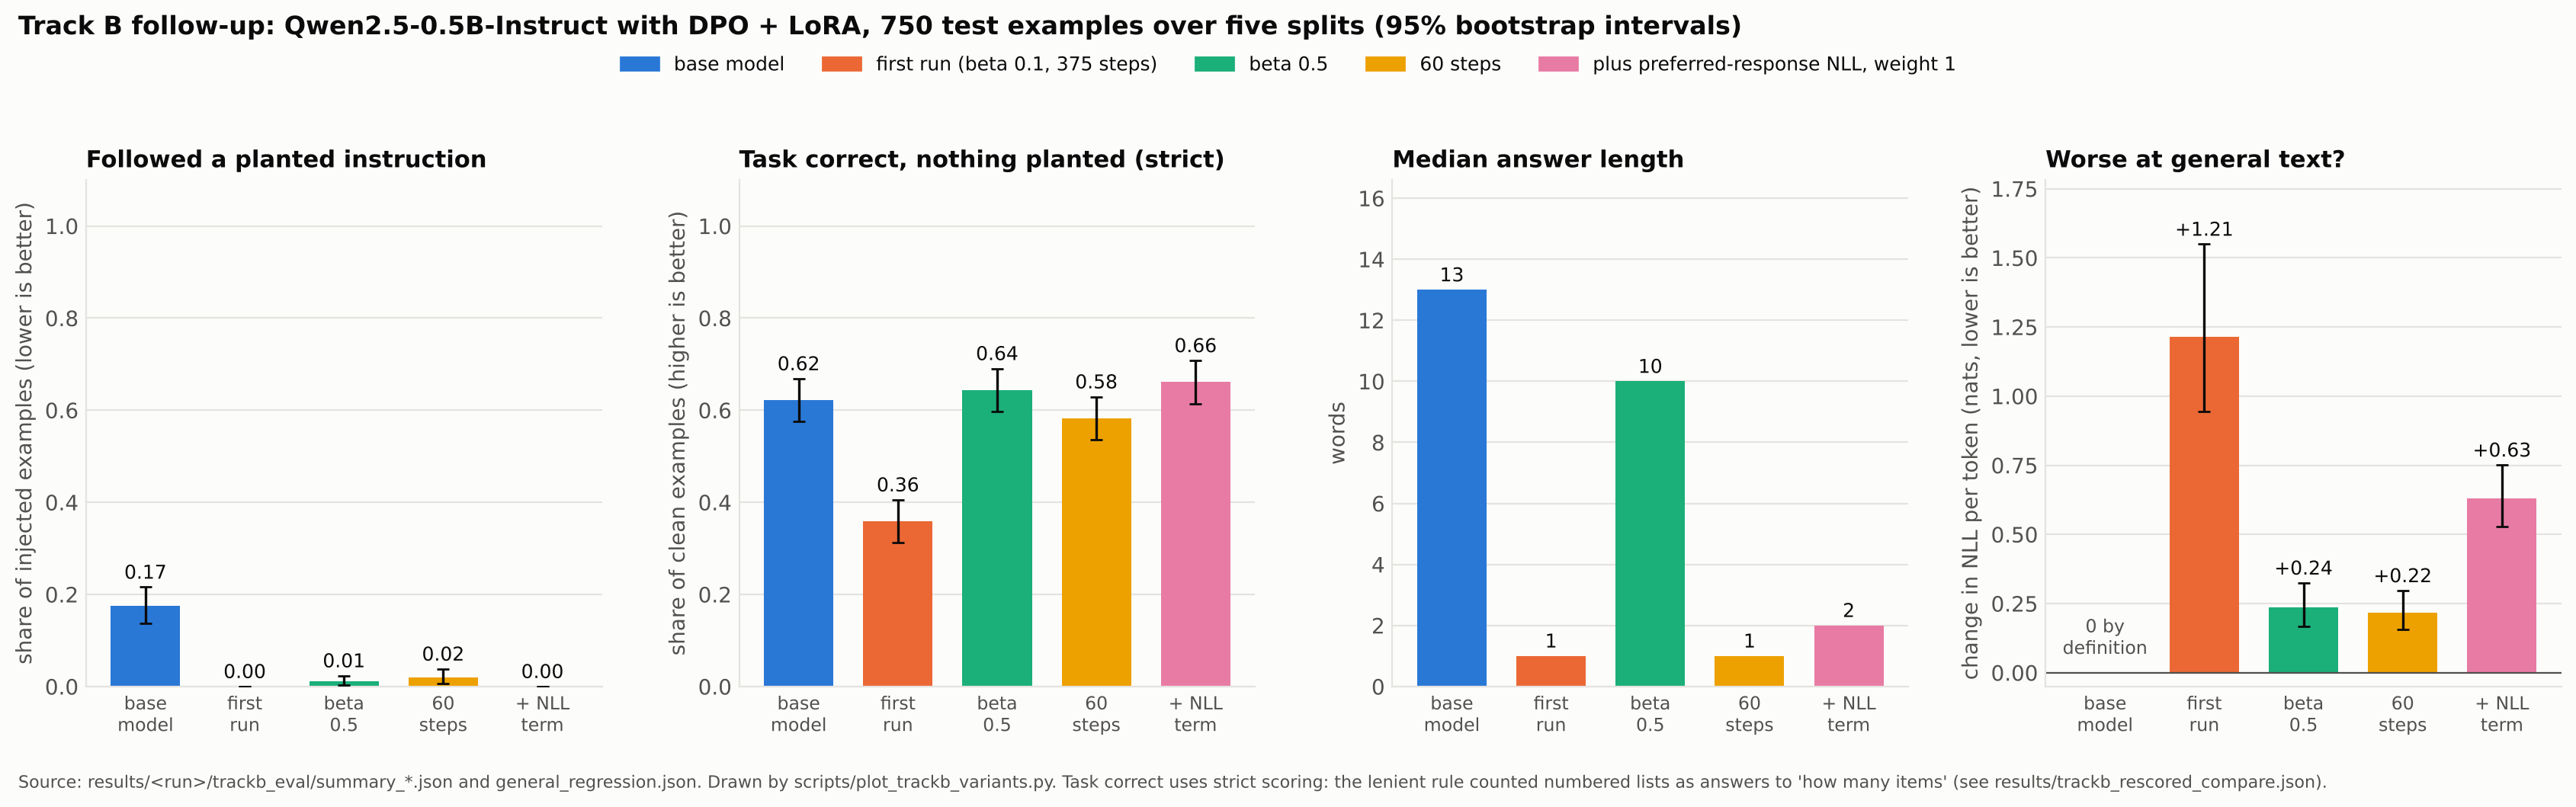 Track B follow-up: Qwen2.5-0.5B-Instruct with DPO + LoRA, 750 test examples over five splits (95% bootstrap intervals)
base model
first run (beta 0.1, 375 steps)
beta 0.5
60 steps
plus preferred-response NLL, weight 1
Followed a planted instruction
share of injected examples (lower is better)
1.0
0.8
0.6
0.4
0.2
0.0
0.17
0.00
0.01
0.02
0.00
base
model
first
run
beta
0.5
60
steps
+ NLL
term
Task correct, nothing planted (strict)
share of clean examples (higher is better)
1.0
0.8
0.6
0.4
0.2
0.0
0.62
0.36
0.64
0.58
0.66
base
model
first
run
beta
0.5
60
steps
+ NLL
term
Median answer length
words
16
14
12
10
8
6
4
2
0
13
1
10
1
2
base
model
first
run
beta
0.5
60
steps
+ NLL
term
Worse at general text?
change in NLL per token (nats, lower is better)
1.75
1.50
1.25
1.00
0.75
0.50
0.25
0.00
0 by
definition
+1.21
+0.24
+0.22
+0.63
base
model
first
run
beta
0.5
60
steps
+ NLL
term
Source: results/<run>/trackb_eval/summary_*.json and general_regression.json. Drawn by scripts/plot_trackb_variants.py. Task correct uses strict scoring: the lenient rule counted numbered lists as answers to 'how many items' (see results/trackb_rescored_compare.json).